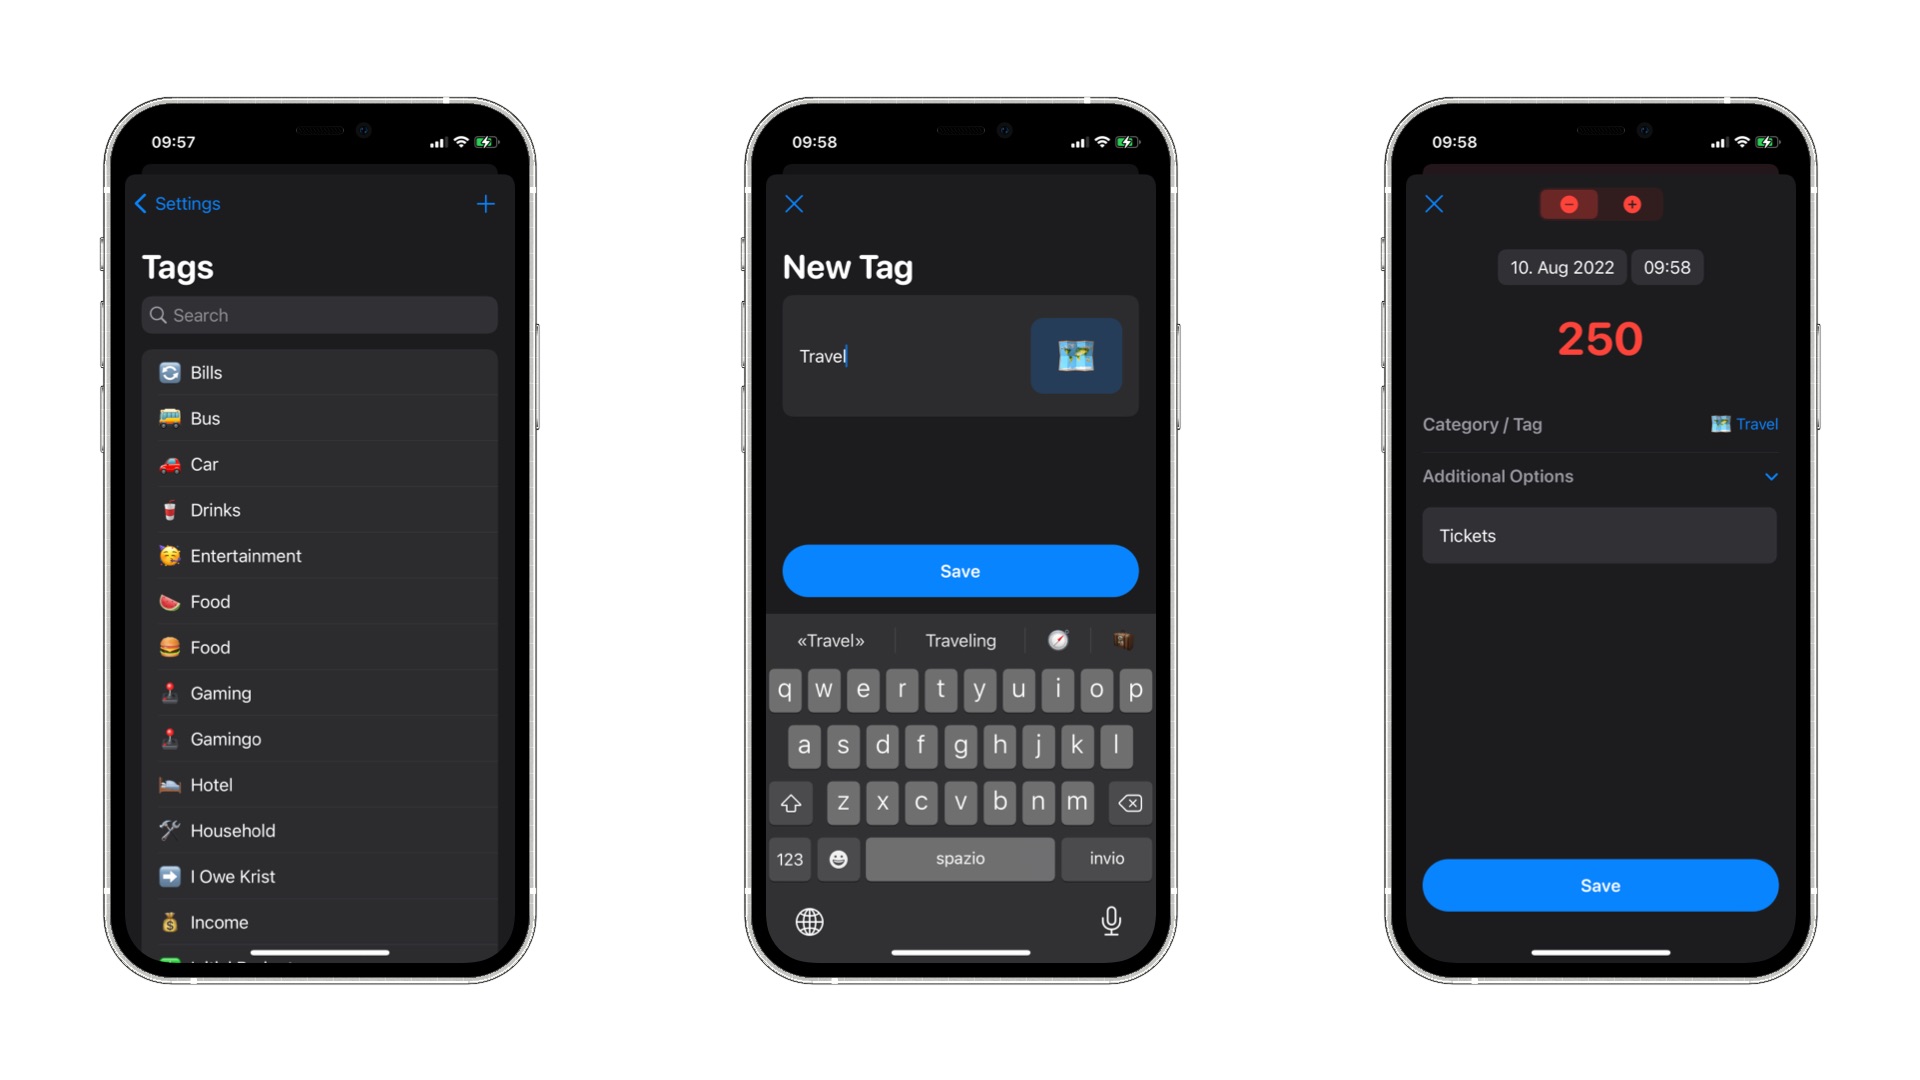 09:57
Settings
Tags
Search
Bills
Bus
Car
Drinks
Entertainment
Food
Food
Gaming
Gamingo
Hotel
Household
I Owe Krist
Income
09:58
New Tag
Travel
Save
«Travel» Traveling
q w e r t y u i o p
a s d f g h j k l
z x c v b n m
123 spazio invio
09:58
10. Aug 2022 09:58
250
Category / Tag Travel
Additional Options
Tickets
Save